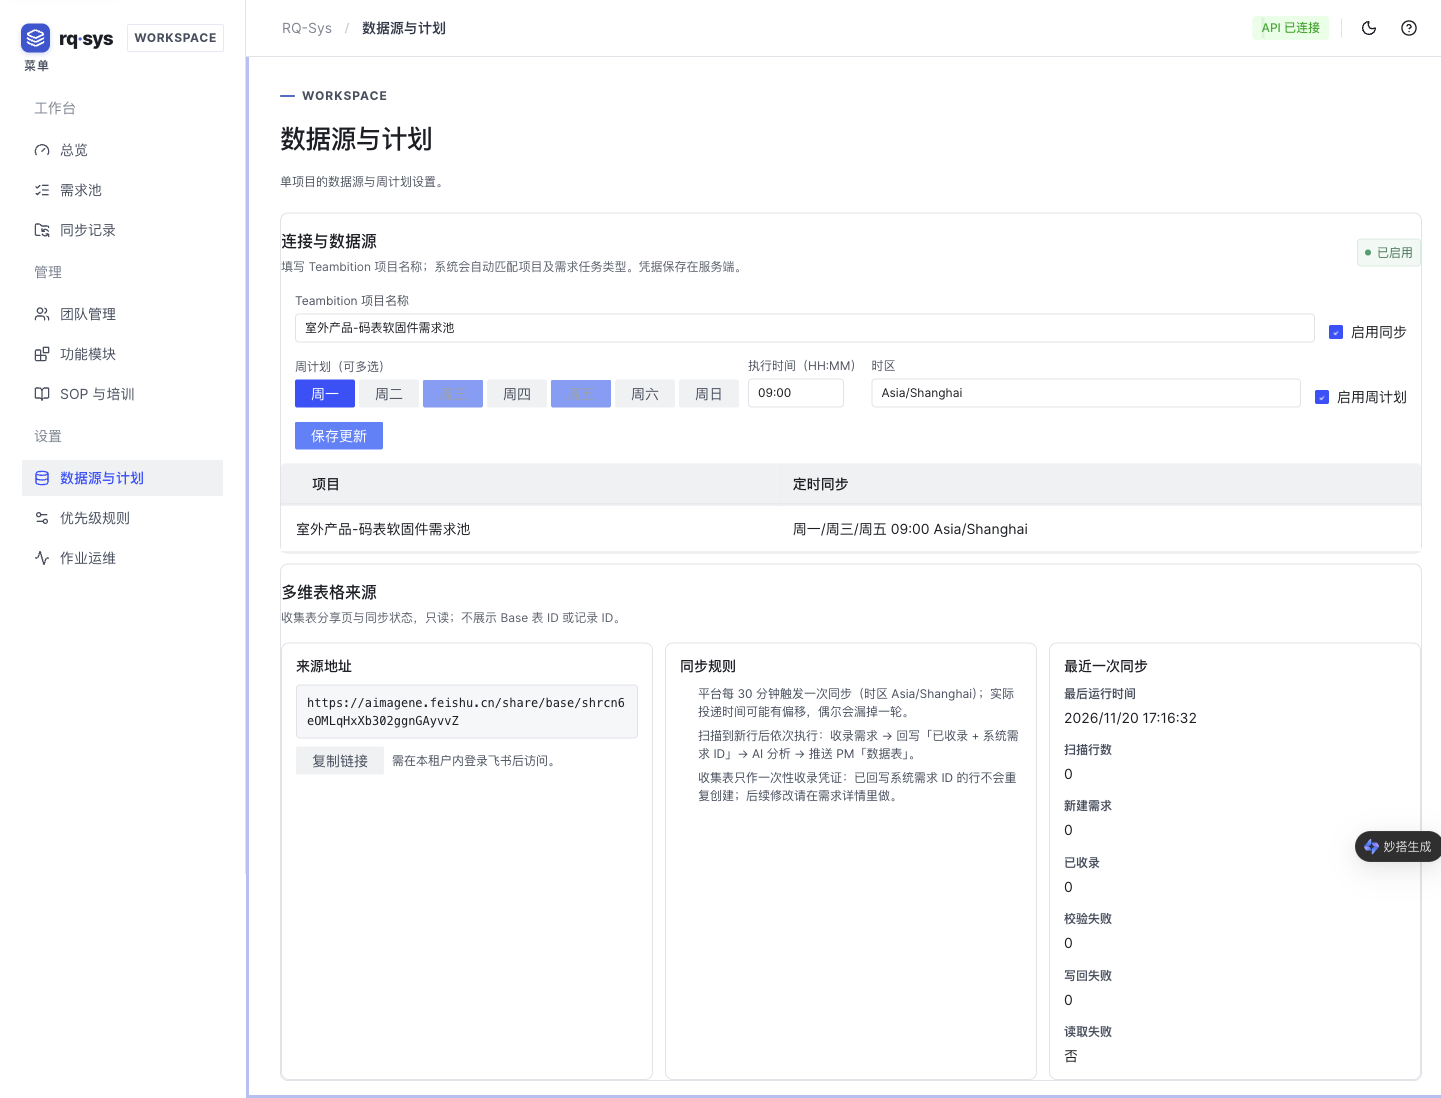 rq·sys WORKSPACE
菜单
工作台
总览
需求池
同步记录
管理
团队管理
功能模块
SOP 与培训
设置
数据源与计划
优先级规则
作业运维
RQ-Sys / 数据源与计划
API 已连接
WORKSPACE
数据源与计划
单项目的数据源与周计划设置。
连接与数据源
已启用
填写 Teambition 项目名称；系统会自动匹配项目及需求任务类型。凭据保存在服务端。
Teambition 项目名称
室外产品-码表软固件需求池
启用同步
周计划（可多选）
周一 周二 周四 周六 周日
执行时间（HH:MM）
09:00
时区
Asia/Shanghai
启用周计划
保存更新
项目 定时同步
室外产品-码表软固件需求池 周一/周三/周五 09:00 Asia/Shanghai
多维表格来源
收集表分享页与同步状态，只读；不展示 Base 表 ID 或记录 ID。
来源地址
https://aimagene.feishu.cn/share/base/shrcn6
eOMLqHxXb302ggnGAyvvZ
复制链接 需在本租户内登录飞书后访问。
同步规则
平台每 30 分钟触发一次同步（时区 Asia/Shanghai）；实际
投递时间可能有偏移，偶尔会漏掉一轮。
扫描到新行后依次执行：收录需求 → 回写「已收录 + 系统需
求 ID」→ AI 分析 → 推送 PM「数据表」。
收集表只作一次性收录凭证：已回写系统需求 ID 的行不会重
复创建；后续修改请在需求详情里做。
最近一次同步
最后运行时间
2026/11/20 17:16:32
扫描行数
0
新建需求
0
已收录
0
校验失败
0
写回失败
0
读取失败
否
妙搭生成